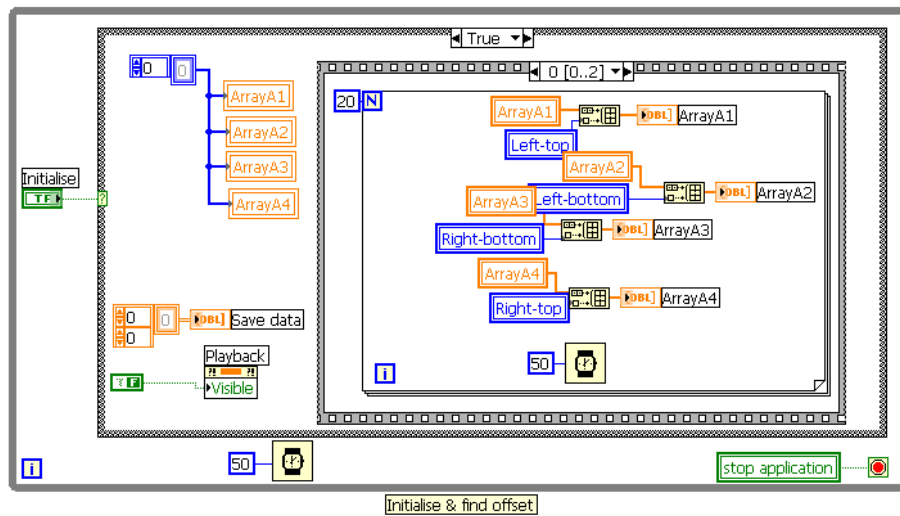 True
0 [0..2]
0 0
20 N
ArrayA1
ArrayA2
ArrayA3
ArrayA4
ArrayA1
DBL
ArrayA1
Left-top
ArrayA2
DBL
ArrayA2
Left-bottom
ArrayA3
DBL
ArrayA3
Right-bottom
ArrayA4
DBL
ArrayA4
Right-top
Initialise
TF
?
0 0
0
DBL
Save data
Playback
?! ?!
Visible
T F
50
i
i
50
stop application
Initialise & find offset